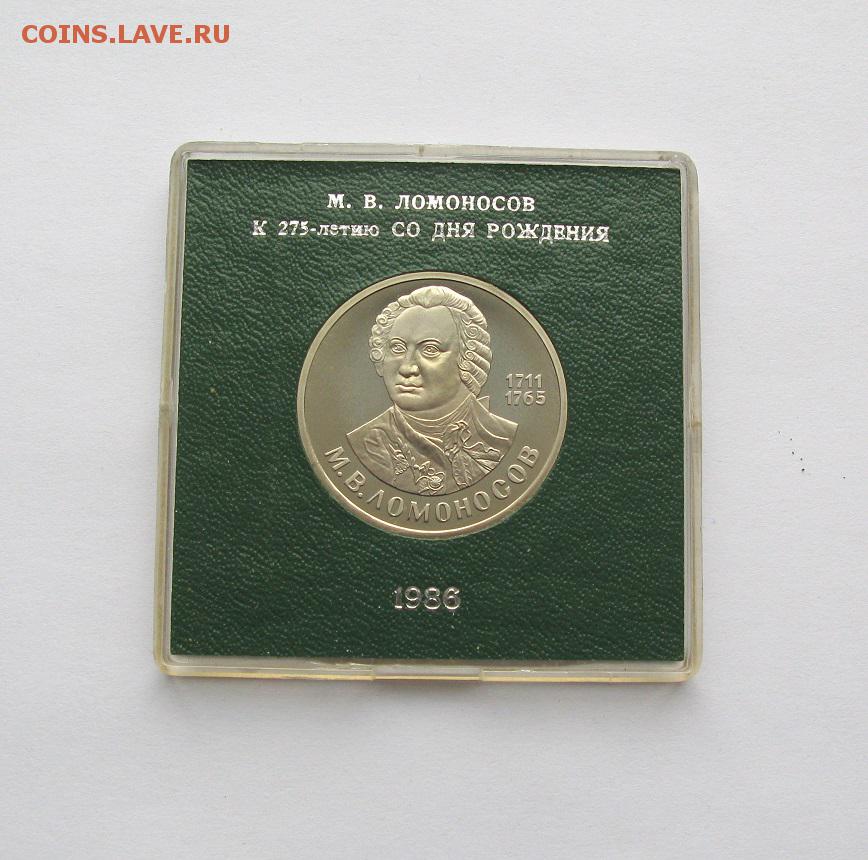 COINS.LAVE.RU
М. В. ЛОМОНОСОВ
К 275-летию СО ДНЯ РОЖДЕНИЯ
1711
1765
М.В.ЛОМОНОСОВ
1986